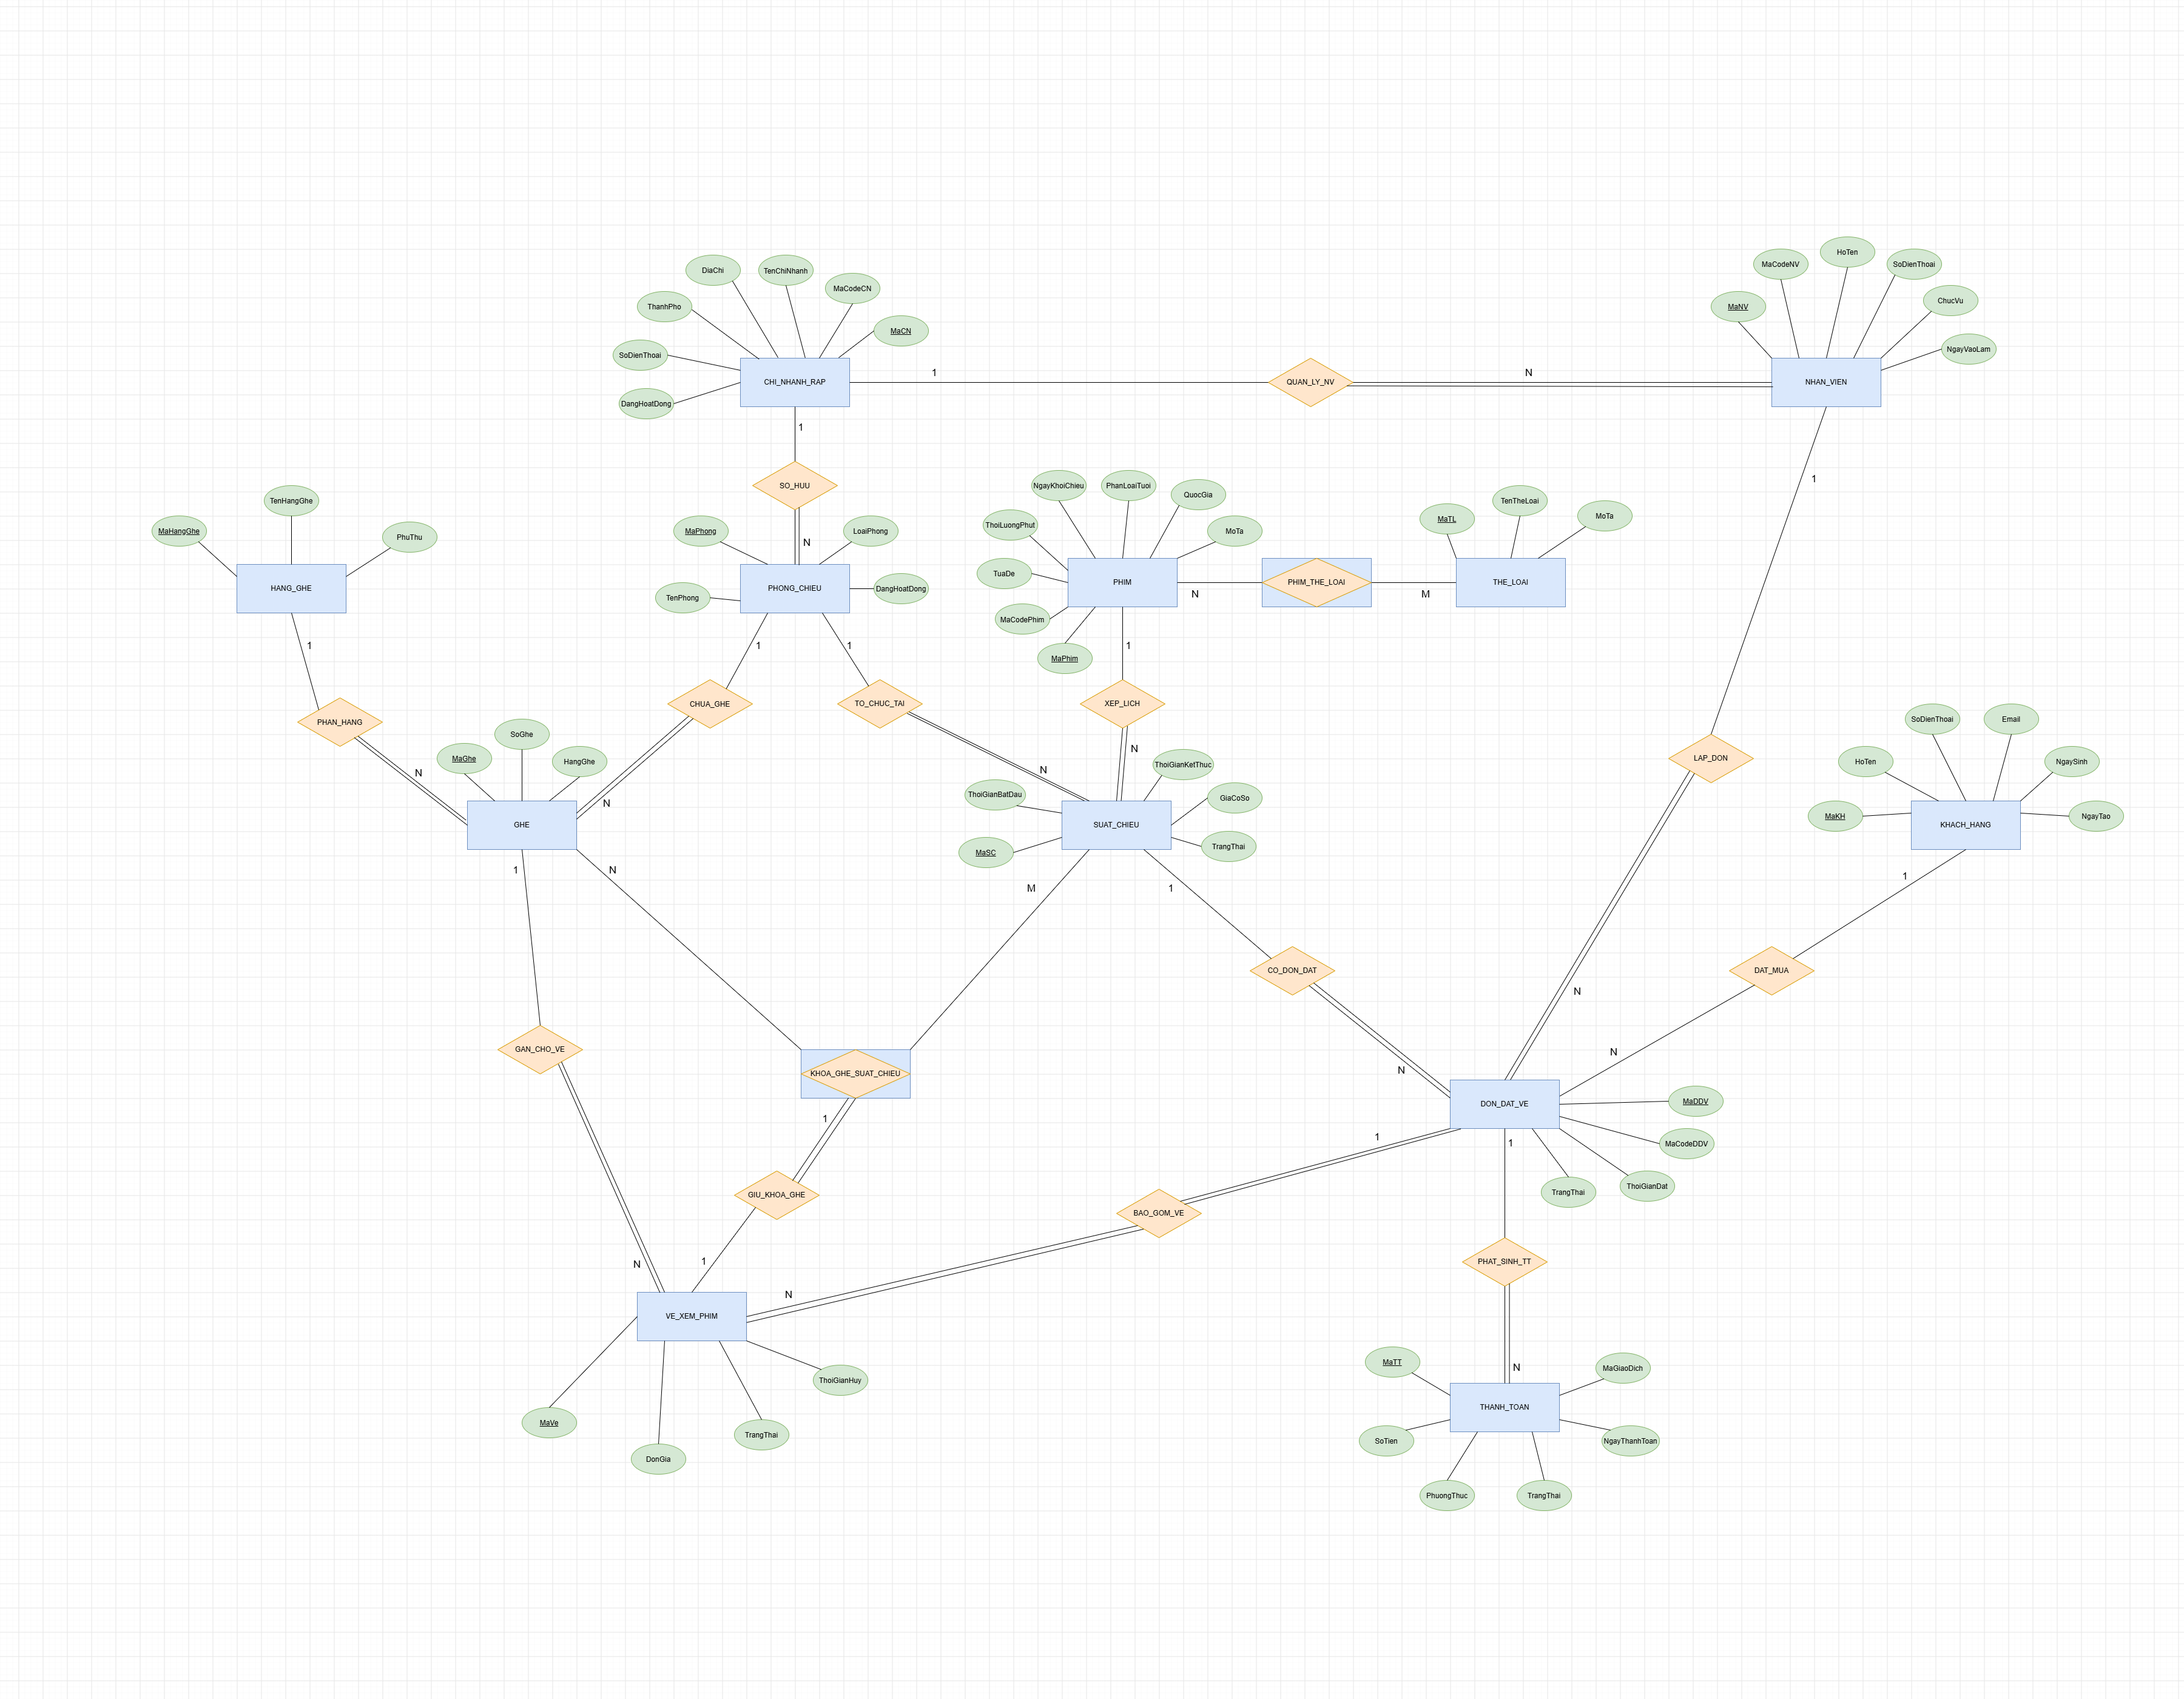 HoTen
MaCodeNV
SoDienThoai
DiaChi
TenChiNhanh
MaCodeCN
ChucVu
ThanhPho
MaNV
MaCN
NgayVaoLam
SoDienThoai
DangHoatDong
CHI_NHANH_RAP
1
QUAN_LY_NV
N
NHAN_VIEN
1
1
SO_HUU
NgayKhoiChieu
PhanLoaiTuoi
QuocGia
TenHangGhe
TenTheLoai
MaHangGhe
PhuThu
MaPhong
LoaiPhong
N
ThoiLuongPhut
MoTa
MaTL
MoTa
HANG_GHE
TenPhong
PHONG_CHIEU
DangHoatDong
TuaDe
PHIM
N
PHIM_THE_LOAI
M
THE_LOAI
MaCodePhim
MaPhim
1
1
1
1
PHAN_HANG
CHUA_GHE
TO_CHUC_TAI
XEP_LICH
SoDienThoai
Email
N
MaGhe
SoGhe
HangGhe
N
N
ThoiGianKetThuc
LAP_DON
HoTen
NgaySinh
N
ThoiGianBatDau
GiaCoSo
GHE
SUAT_CHIEU
MaSC
TrangThai
MaKH
KHACH_HANG
NgayTao
1
N
M
1
1
CO_DON_DAT
DAT_MUA
N
GAN_CHO_VE
KHOA_GHE_SUAT_CHIEU
N
N
1
DON_DAT_VE
MaDDV
MaCodeDDV
1
1
ThoiGianDat
TrangThai
GIU_KHOA_GHE
BAO_GOM_VE
N
1
N
PHAT_SINH_TT
VE_XEM_PHIM
N
ThoiGianHuy
MaVe
TrangThai
DonGia
MaTT
MaGiaoDich
THANH_TOAN
SoTien
NgayThanhToan
PhuongThuc
TrangThai